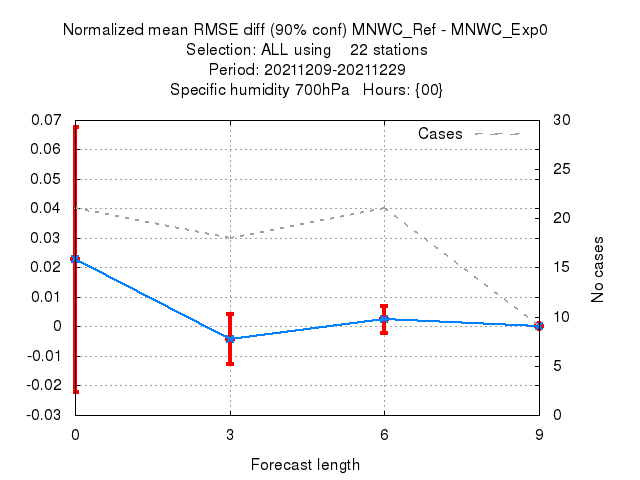 Normalized mean RMSE diff (90% conf) MNWC_Ref - MNWC_Exp0
Selection: ALL using    22 stations
Period: 20211209-20211229
Specific humidity 700hPa   Hours: {00}
0.07
0.06
0.05
0.04
0.03
0.02
0.01
0
-0.01
-0.02
-0.03
Cases
30
25
20
15
10
5
0
No cases
0 3 6 9
Forecast length